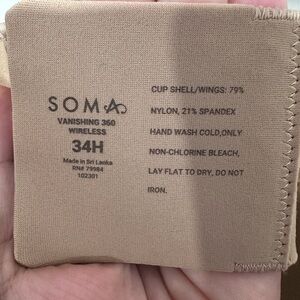 SOMA
VANISHING 360
WIRELESS
34H
Made in Sri Lanka
RN# 79984
102301
CUP SHELL/WINGS: 79%
NYLON, 21% SPANDEX
HAND WASH COLD,ONLY
NON-CHLORINE BLEACH,
LAY FLAT TO DRY, DO NOT
IRON.